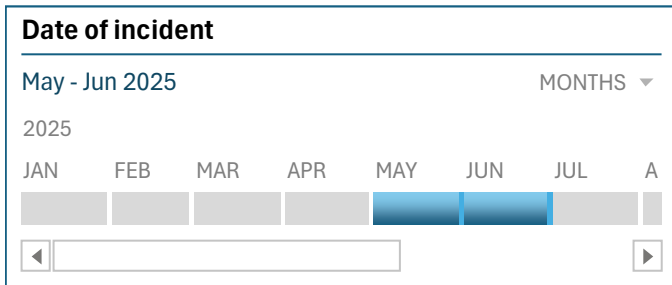 Date of incident
May - Jun 2025 MONTHS
2025
JAN FEB MAR APR MAY JUN JUL A